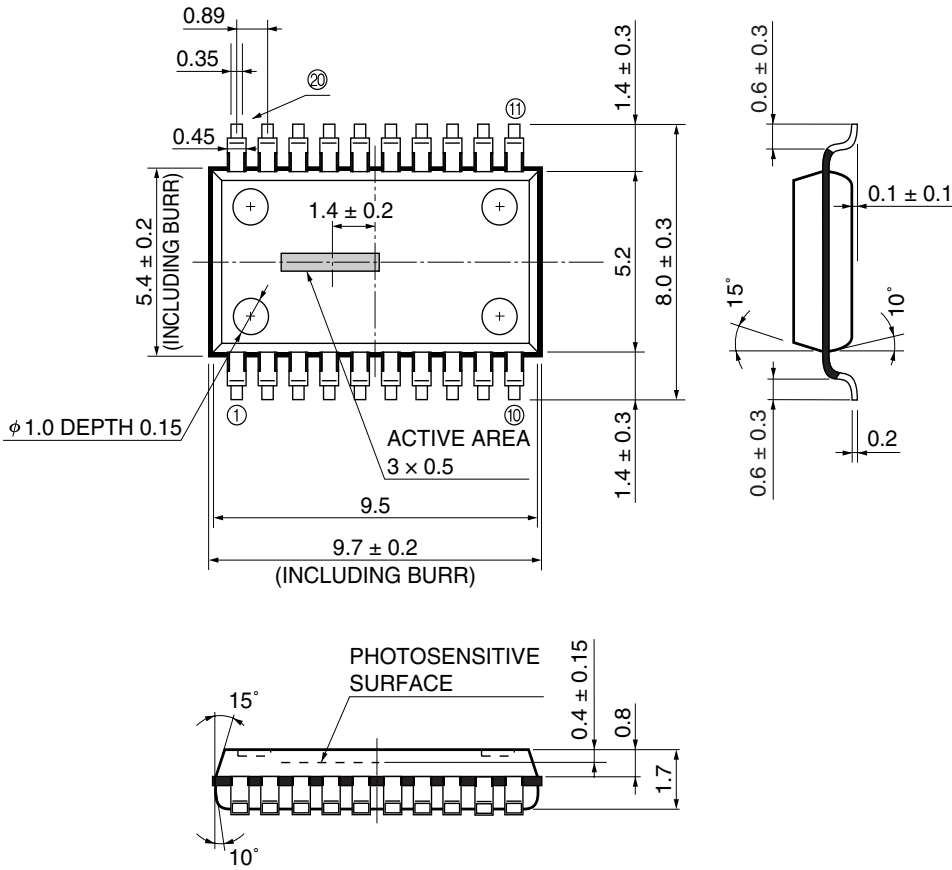 0.89
0.35
⑳
⑪
0.45
1.4 ± 0.3
0.6 ± 0.3
5.4 ± 0.2
(INCLUDING BURR)
1.4 ± 0.2
5.2
8.0 ± 0.3
0.1 ± 0.1
15°
10°
①
⑩
ϕ1.0 DEPTH 0.15
ACTIVE AREA
3 × 0.5
1.4 ± 0.3
0.6 ± 0.3
0.2
9.5
9.7 ± 0.2
(INCLUDING BURR)
PHOTOSENSITIVE
SURFACE
15°
0.4 ± 0.15
0.8
1.7
10°